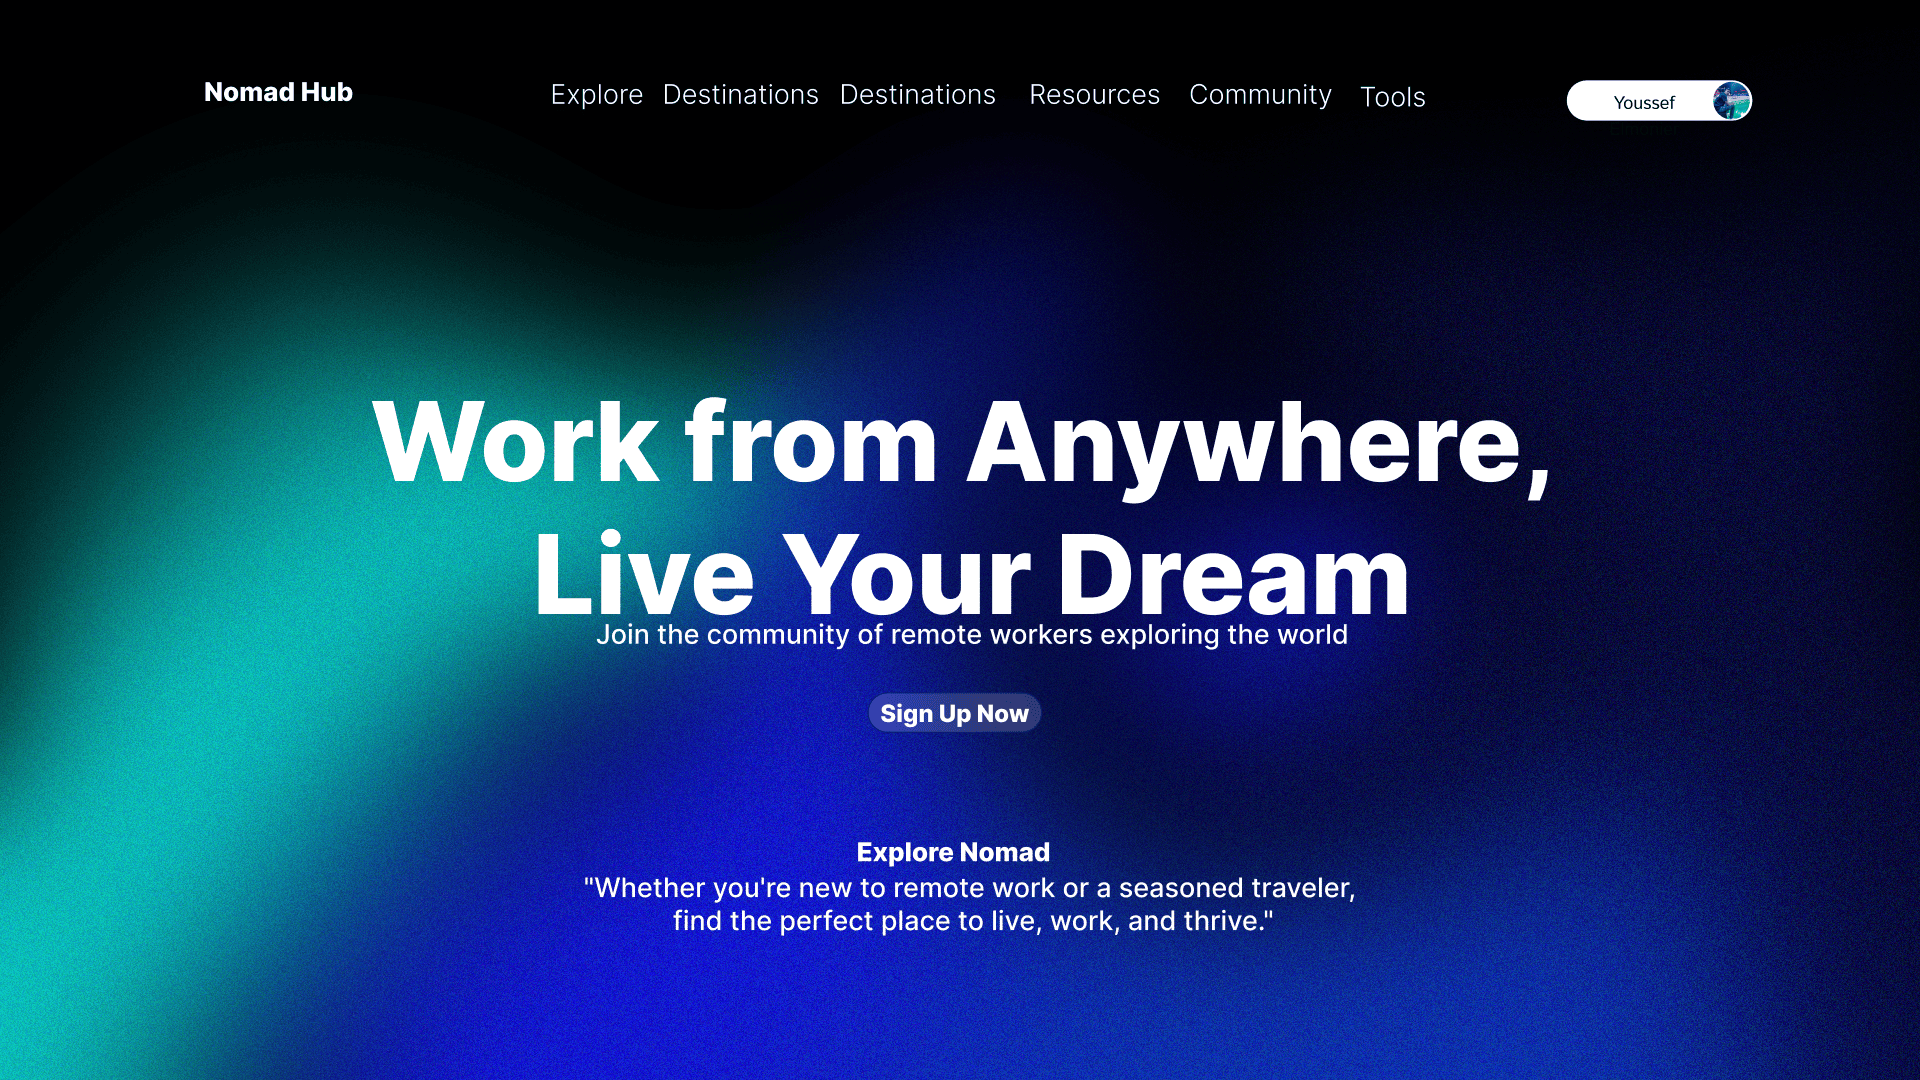 Nomad Hub
Explore Destinations Destinations Resources Community Tools
Youssef
Work from Anywhere,
Live Your Dream
Join the community of remote workers exploring the world
Sign Up Now
Explore Nomad
"Whether you're new to remote work or a seasoned traveler,
find the perfect place to live, work, and thrive."